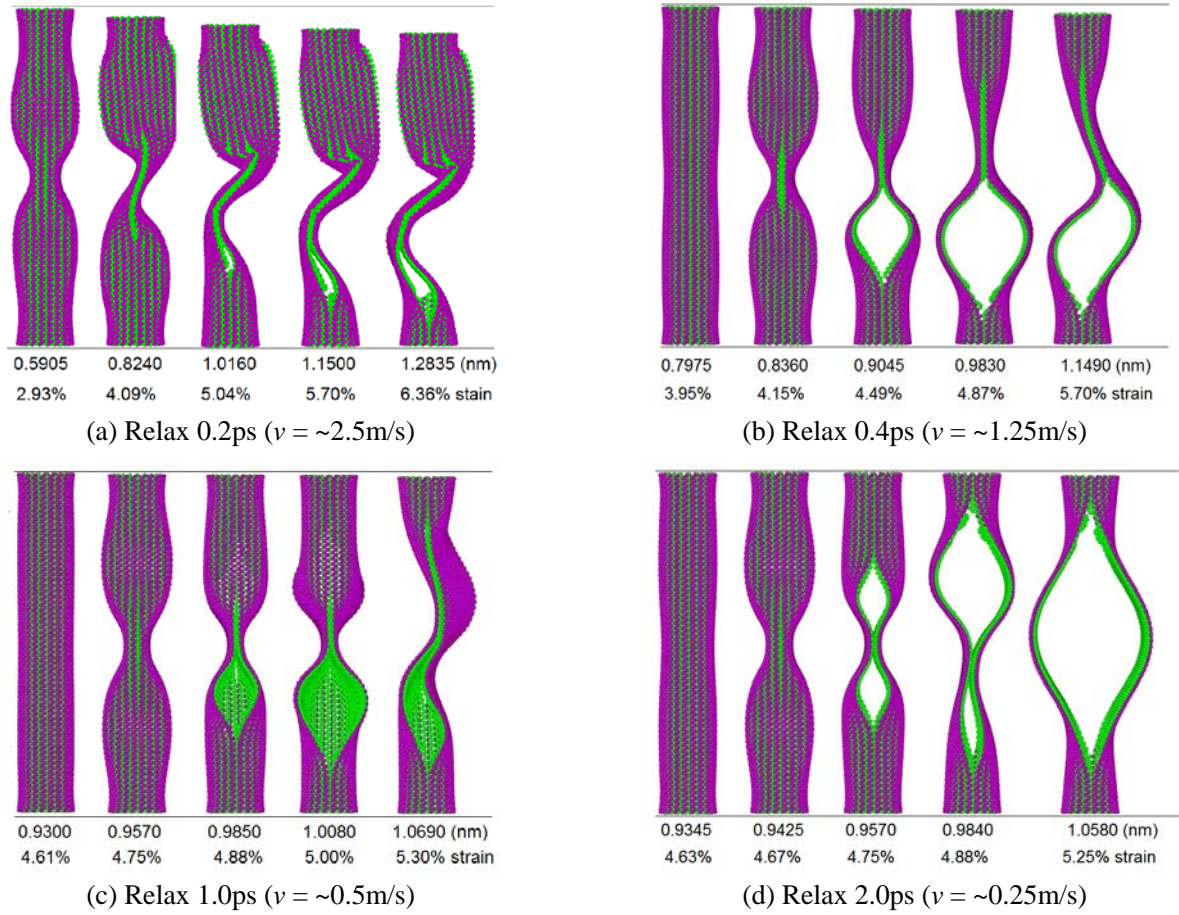 0.5905 0.8240 1.0160 1.1500 1.2835 (nm)
2.93% 4.09% 5.04% 5.70% 6.36% stain
(a) Relax 0.2ps (v = ~2.5m/s)
0.7975 0.8360 0.9045 0.9830 1.1490 (nm)
3.95% 4.15% 4.49% 4.87% 5.70% strain
(b) Relax 0.4ps (v = ~1.25m/s)
0.9300 0.9570 0.9850 1.0080 1.0690 (nm)
4.61% 4.75% 4.88% 5.00% 5.30% strain
(c) Relax 1.0ps (v = ~0.5m/s)
0.9345 0.9425 0.9570 0.9840 1.0580 (nm)
4.63% 4.67% 4.75% 4.88% 5.25% strain
(d) Relax 2.0ps (v = ~0.25m/s)